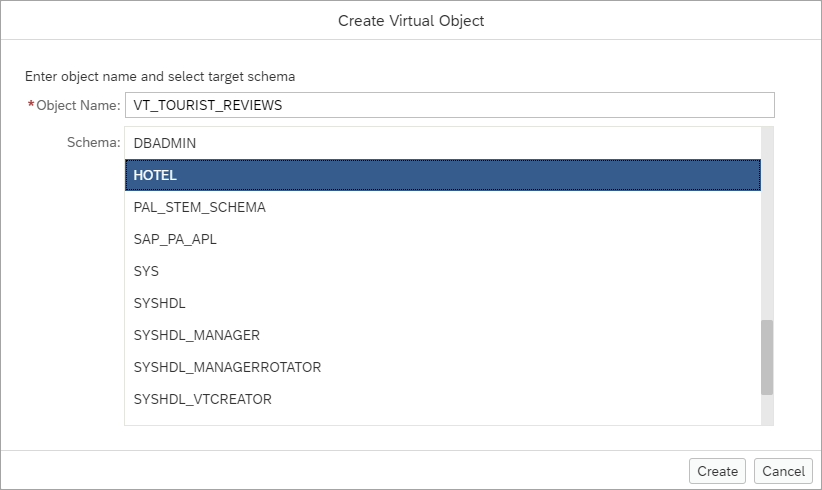 Create Virtual Object
Enter object name and select target schema
*Object Name: VT_TOURIST_REVIEWS
Schema: DBADMIN
HOTEL
PAL_STEM_SCHEMA
SAP_PA_APL
SYS
SYSHDL
SYSHDL_MANAGER
SYSHDL_MANAGERROTATOR
SYSHDL_VTCREATOR
Create Cancel